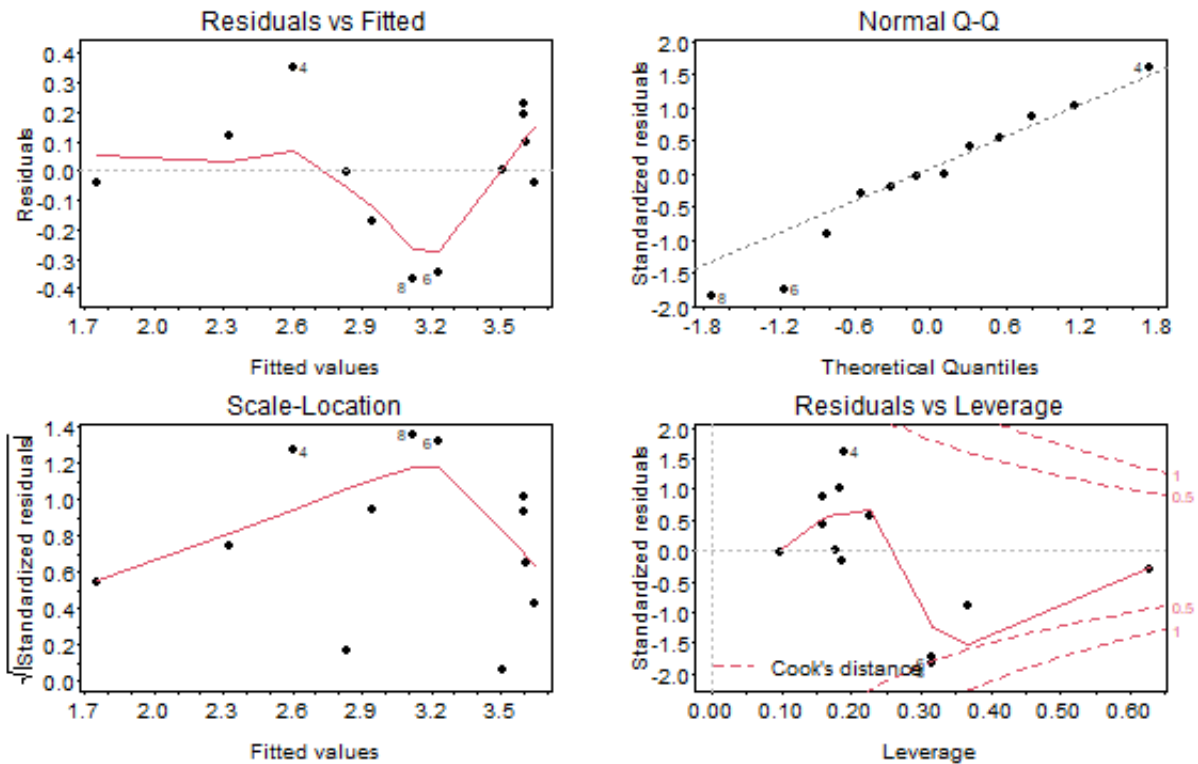 Residuals vs Fitted
Residuals
0.4
0.3
0.2
0.1
0.0
-0.1
-0.2
-0.3
-0.4
4
8
6
1.7 2.0 2.3 2.6 2.9 3.2 3.5
Fitted values
Normal Q-Q
Standardized residuals
2.0
1.5
1.0
0.5
0.0
-0.5
-1.0
-1.5
-2.0
4
6
8
-1.8 -1.2 -0.6 0.0 0.6 1.2 1.8
Theoretical Quantiles
Scale-Location
√|Standardized residuals|
1.4
1.2
1.0
0.8
0.6
0.4
0.2
0.0
4
8
6
1.7 2.0 2.3 2.6 2.9 3.2 3.5
Fitted values
Residuals vs Leverage
Standardized residuals
2.0
1.5
1.0
0.5
0.0
-0.5
-1.0
-1.5
-2.0
4
1
0.5
0.5
1
Cook's distance
0.00 0.10 0.20 0.30 0.40 0.50 0.60
Leverage